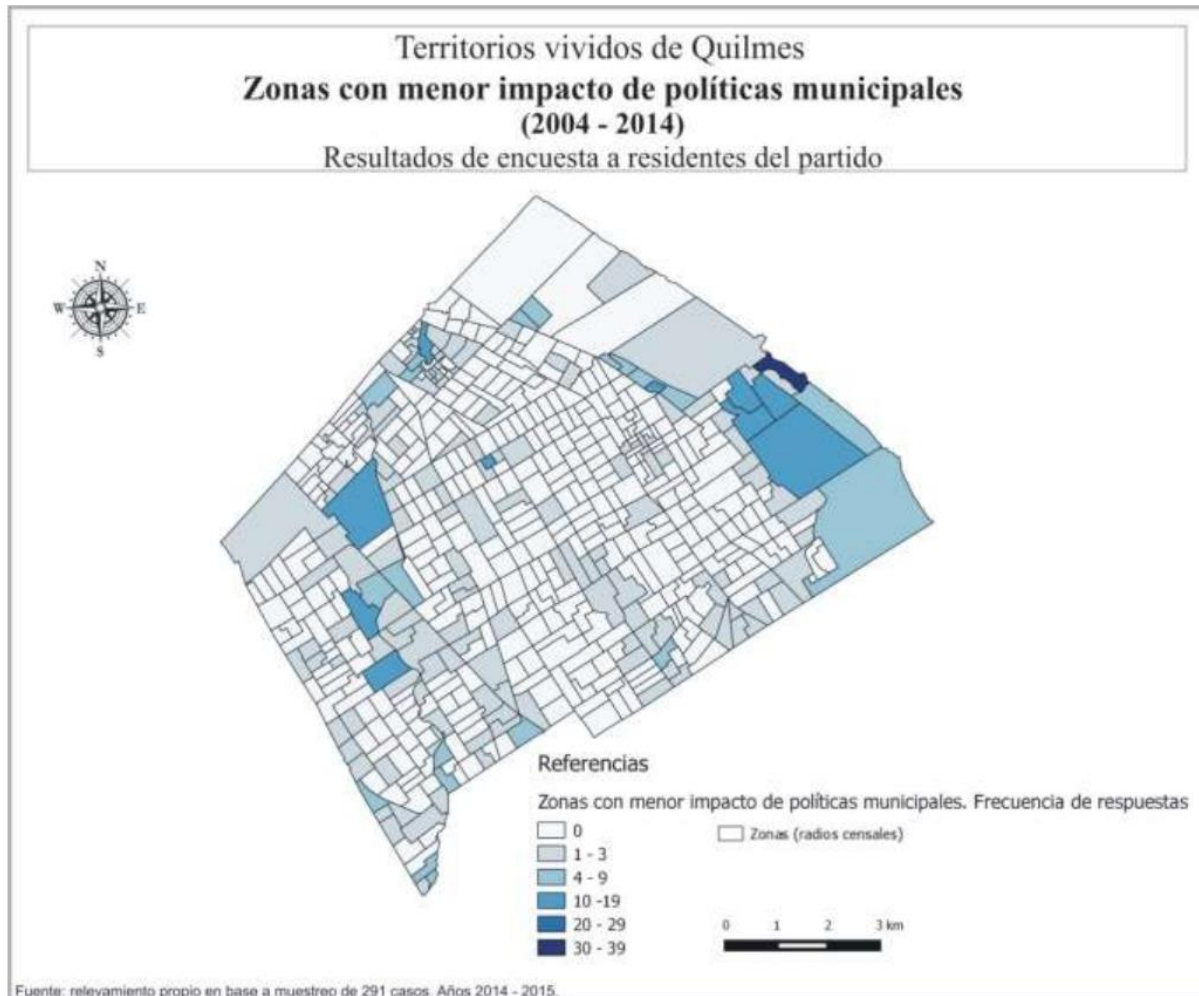 Territorios vividos de Quilmes
Zonas con menor impacto de políticas municipales
(2004 - 2014)
Resultados de encuesta a residentes del partido
N
W E
S
Referencias
Zonas con menor impacto de políticas municipales. Frecuencia de respuestas
0
Zonas (radios censales)
1 - 3
4 - 9
10 -19
20 - 29
30 - 39
0 1 2 3 km
Fuente: relevamiento propio en base a muestreo de 291 casos. Años 2014 - 2015.